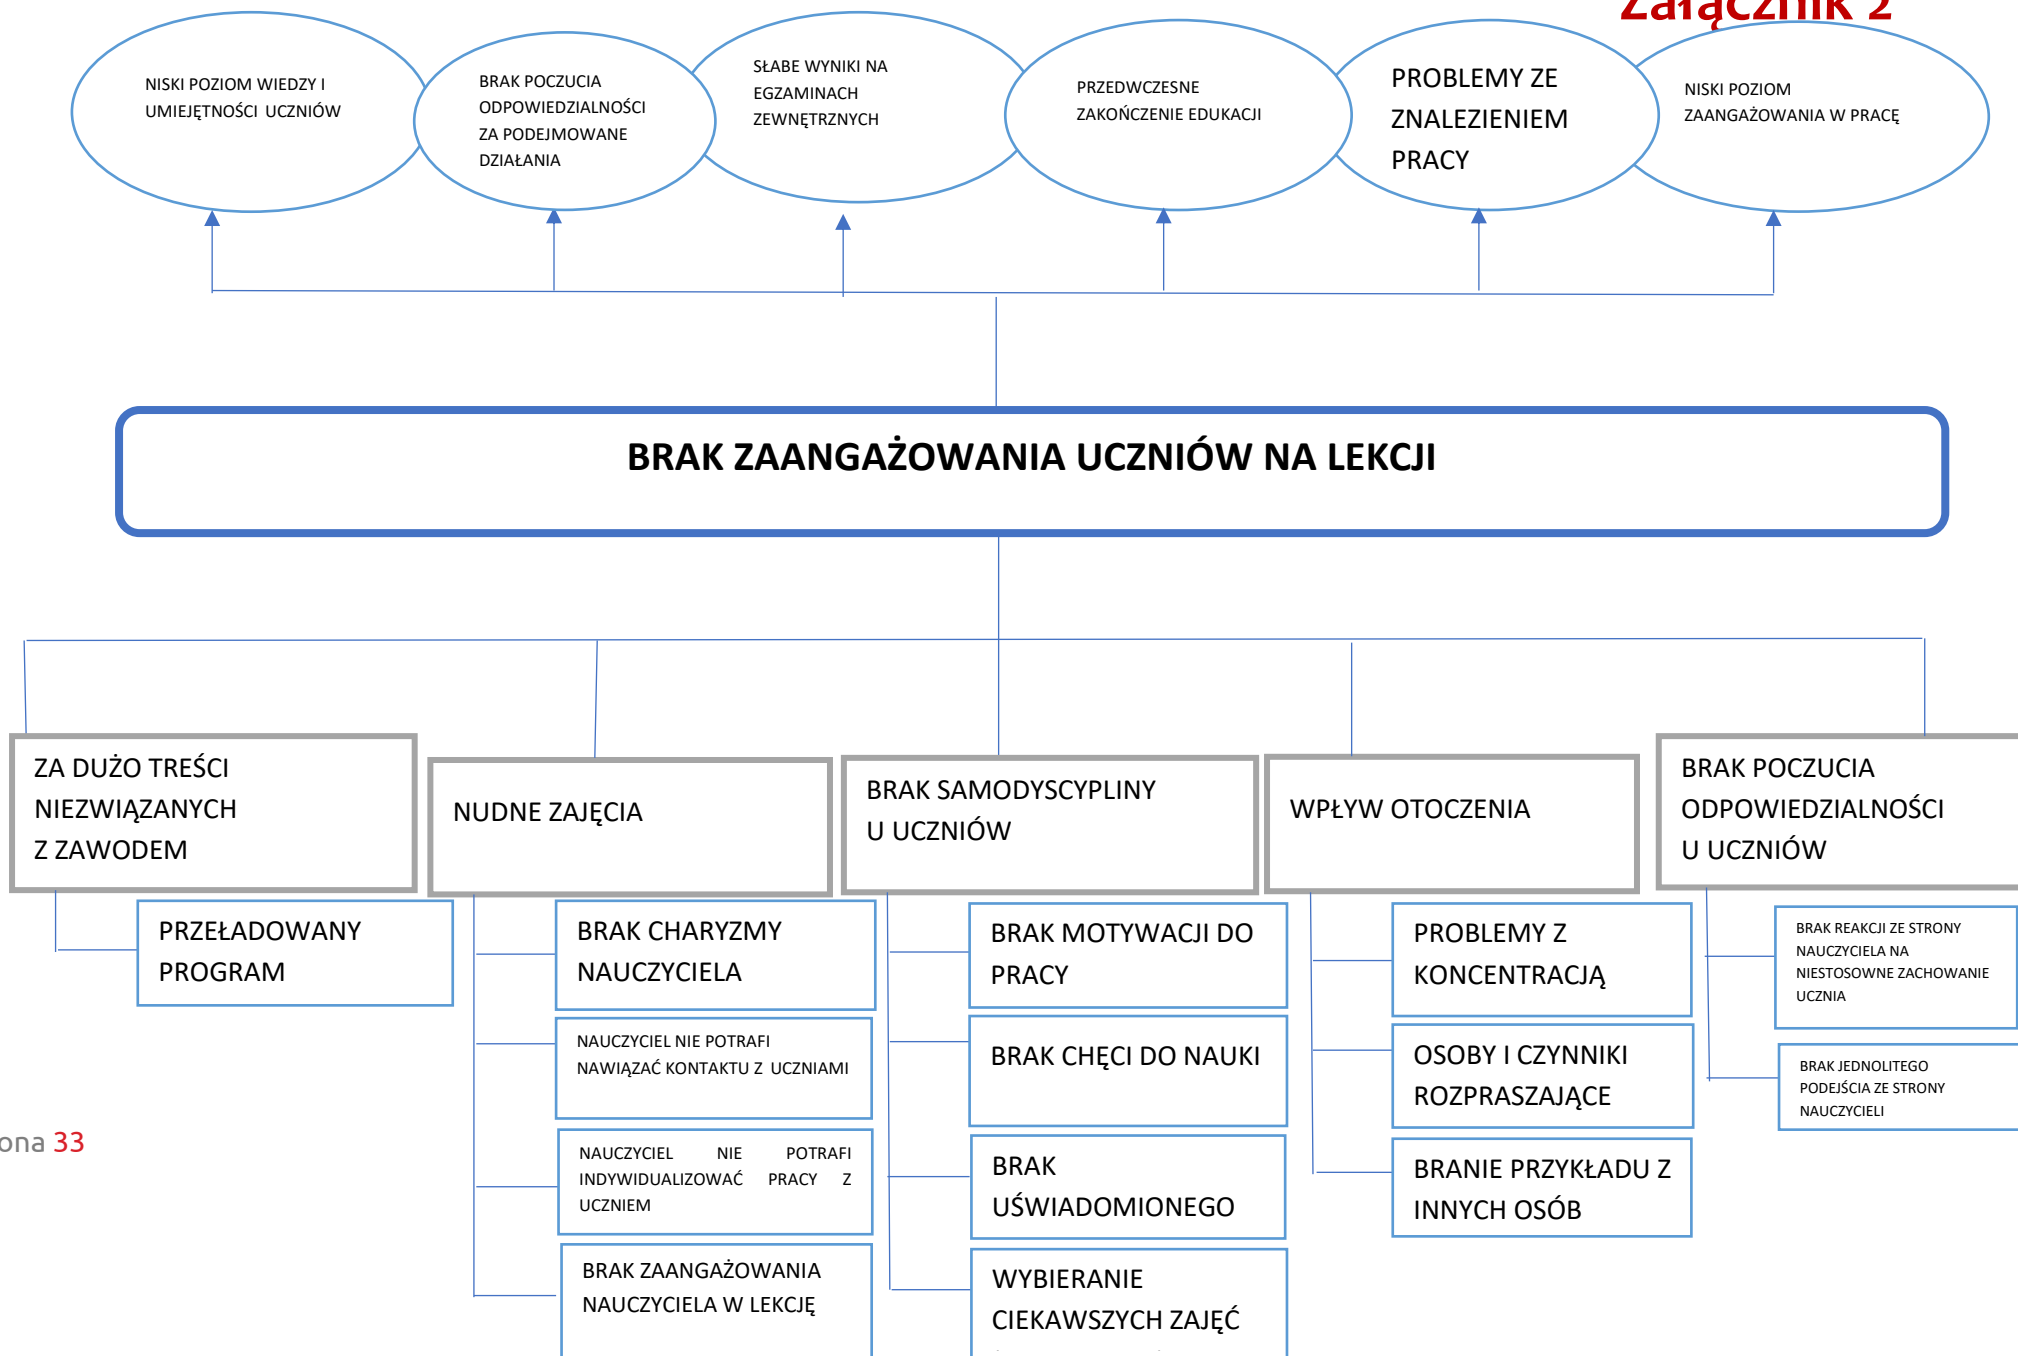 Załącznik 2
NISKI POZIOM WIEDZY I
UMIEJĘTNOŚCI UCZNIÓW
BRAK POCZUCIA
ODPOWIEDZIALNOŚCI
ZA PODEJMOWANE
DZIAŁANIA
SŁABE WYNIKI NA
EGZAMINACH
ZEWNĘTRZNYCH
PRZEDWCZESNE
ZAKOŃCZENIE EDUKACJI
PROBLEMY ZE
ZNALEZIENIEM
PRACY
NISKI POZIOM
ZAANGAŻOWANIA W PRACĘ
BRAK ZAANGAŻOWANIA UCZNIÓW NA LEKCJI
ZA DUŻO TREŚCI
NIEZWIĄZANYCH
Z ZAWODEM
PRZEŁADOWANY
PROGRAM
NUDNE ZAJĘCIA
BRAK CHARYZMY
NAUCZYCIELA
NAUCZYCIEL NIE POTRAFI
NAWIĄZAĆ KONTAKTU Z UCZNIAMI
NAUCZYCIEL NIE POTRAFI
INDYWIDUALIZOWAĆ PRACY Z
UCZNIEM
BRAK ZAANGAŻOWANIA
NAUCZYCIELA W LEKCJĘ
BRAK SAMODYSCYPLINY
U UCZNIÓW
BRAK MOTYWACJI DO
PRACY
BRAK CHĘCI DO NAUKI
BRAK
UŚWIADOMIONEGO
WYBIERANIE
CIEKAWSZYCH ZAJĘĆ
WPŁYW OTOCZENIA
PROBLEMY Z
KONCENTRACJĄ
OSOBY I CZYNNIKI
ROZPRASZAJĄCE
BRANIE PRZYKŁADU Z
INNYCH OSÓB
BRAK POCZUCIA
ODPOWIEDZIALNOŚCI
U UCZNIÓW
BRAK REAKCJI ZE STRONY
NAUCZYCIELA NA
NIESTOSOWNE ZACHOWANIE
UCZNIA
BRAK JEDNOLITEGO
PODEJŚCIA ZE STRONY
NAUCZYCIELI
ona 33